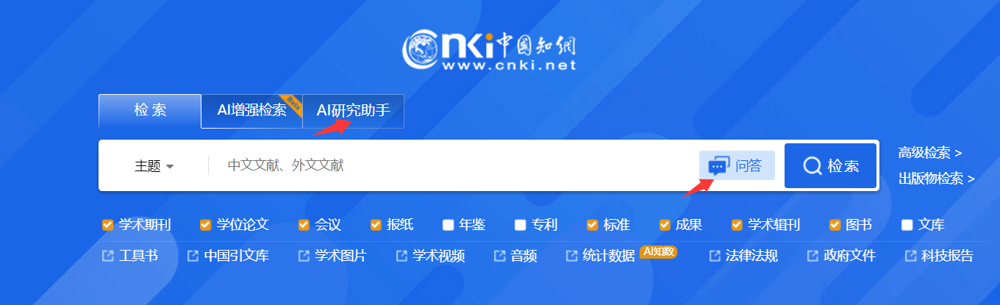 cnki中国知網
www.cnki.net
检 索 AI增强检索 Beta AI研究助手
主题 中文文献、外文文献 问答 检索
高级检索 >
出版物检索 >
学术期刊 学位论文 会议 报纸 年鉴 专利 标准 成果 学术辑刊 图书 文库
工具书 中国引文库 学术图片 学术视频 音频 统计数据 AI知数 法律法规 政府文件 科技报告